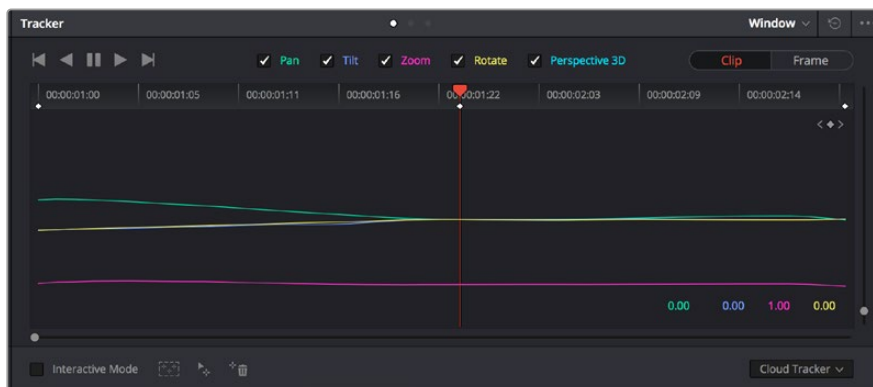 Tracker
Window
Pan Tilt Zoom Rotate Perspective 3D Clip Frame
00:00:01:00 00:00:01:05 00:00:01:11 00:00:01:16 00:00:01:22 00:00:02:03 00:00:02:09 00:00:02:14
0.00 0.00 1.00 0.00
Interactive Mode Cloud Tracker